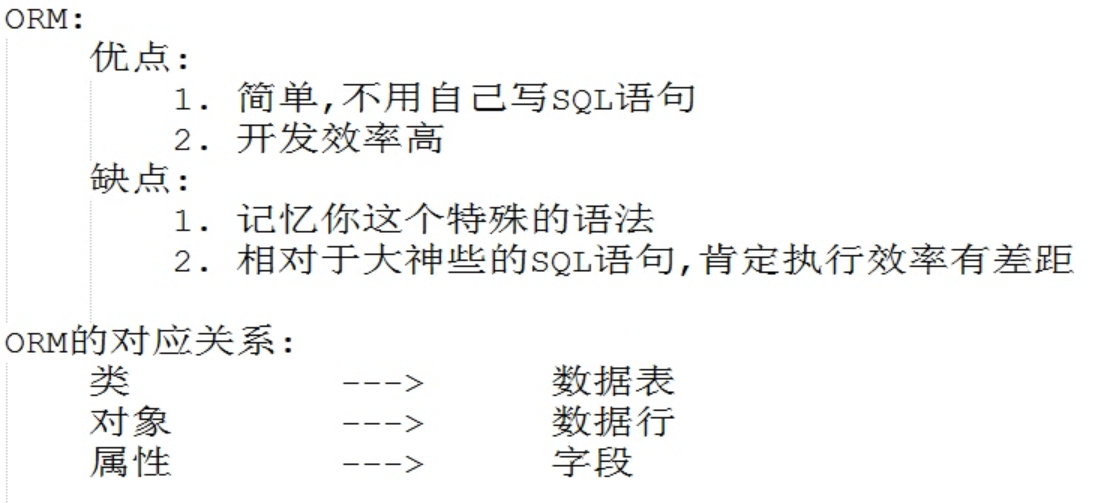 ORM:
优点:
1. 简单,不用自己写SQL语句
2. 开发效率高
缺点:
1. 记忆你这个特殊的语法
2. 相对于大神些的SQL语句,肯定执行效率有差距
ORM的对应关系:
类 ---> 数据表
对象 ---> 数据行
属性 ---> 字段